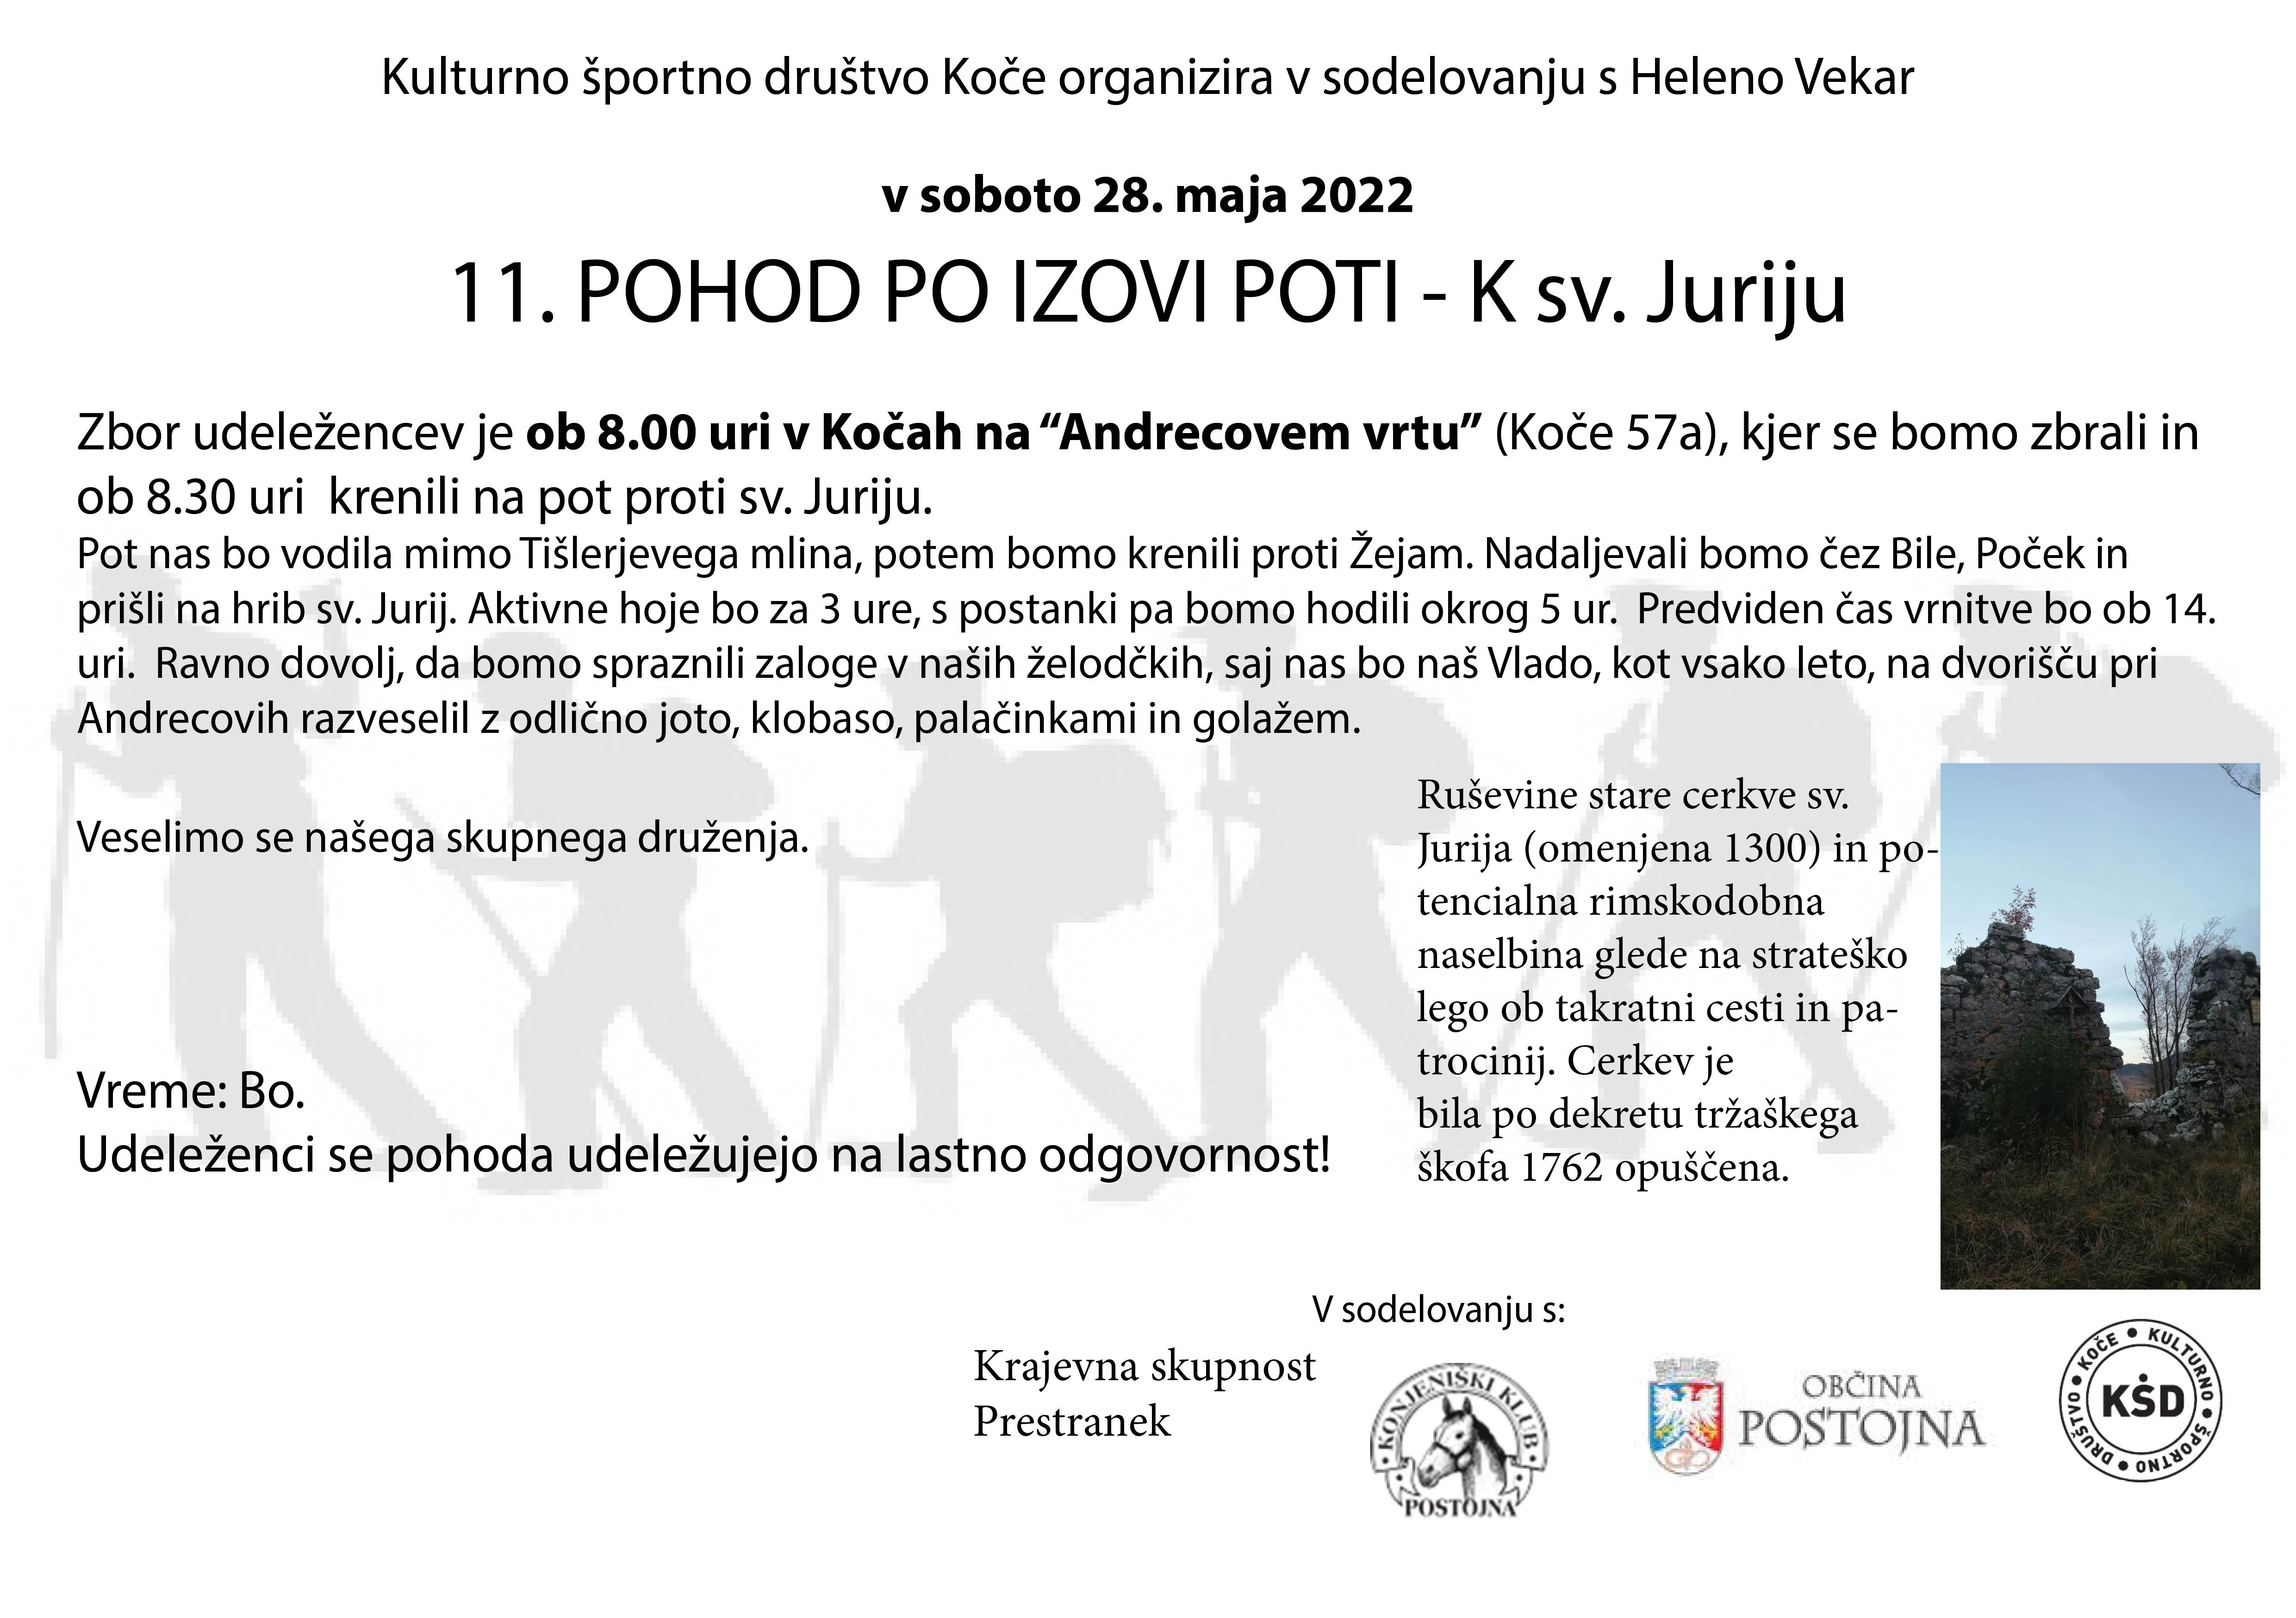 Kulturno športno društvo Koče organizira v sodelovanju s Heleno Vekar
v soboto 28. maja 2022
11. POHOD PO IZOVI POTI - K sv. Juriju
Zbor udeležencev je ob 8.00 uri v Kočah na “Andrecovem vrtu” (Koče 57a), kjer se bomo zbrali in
ob 8.30 uri  krenili na pot proti sv. Juriju.
Pot nas bo vodila mimo Tišlerjevega mlina, potem bomo krenili proti Žejam. Nadaljevali bomo čez Bile, Poček in
prišli na hrib sv. Jurij. Aktivne hoje bo za 3 ure, s postanki pa bomo hodili okrog 5 ur.  Predviden čas vrnitve bo ob 14.
uri.  Ravno dovolj, da bomo spraznili zaloge v naših želodčkih, saj nas bo naš Vlado, kot vsako leto, na dvorišču pri
Andrecovih razveselil z odlično joto, klobaso, palačinkami in golažem.
Veselimo se našega skupnega druženja.
Vreme: Bo.
Udeleženci se pohoda udeležujejo na lastno odgovornost!
Ruševine stare cerkve sv.
Jurija (omenjena 1300) in po-
tencialna rimskodobna
naselbina glede na strateško
lego ob takratni cesti in pa-
trocinij. Cerkev je
bila po dekretu tržaškega
škofa 1762 opuščena.
V sodelovanju s:
Krajevna skupnost
Prestranek
KONJENIŠKI KLUB
POSTOJNA
OBČINA
POSTOJNA
KOČE • KULTURNO • ŠPORTNO • DRUŠTVO •
KŠD